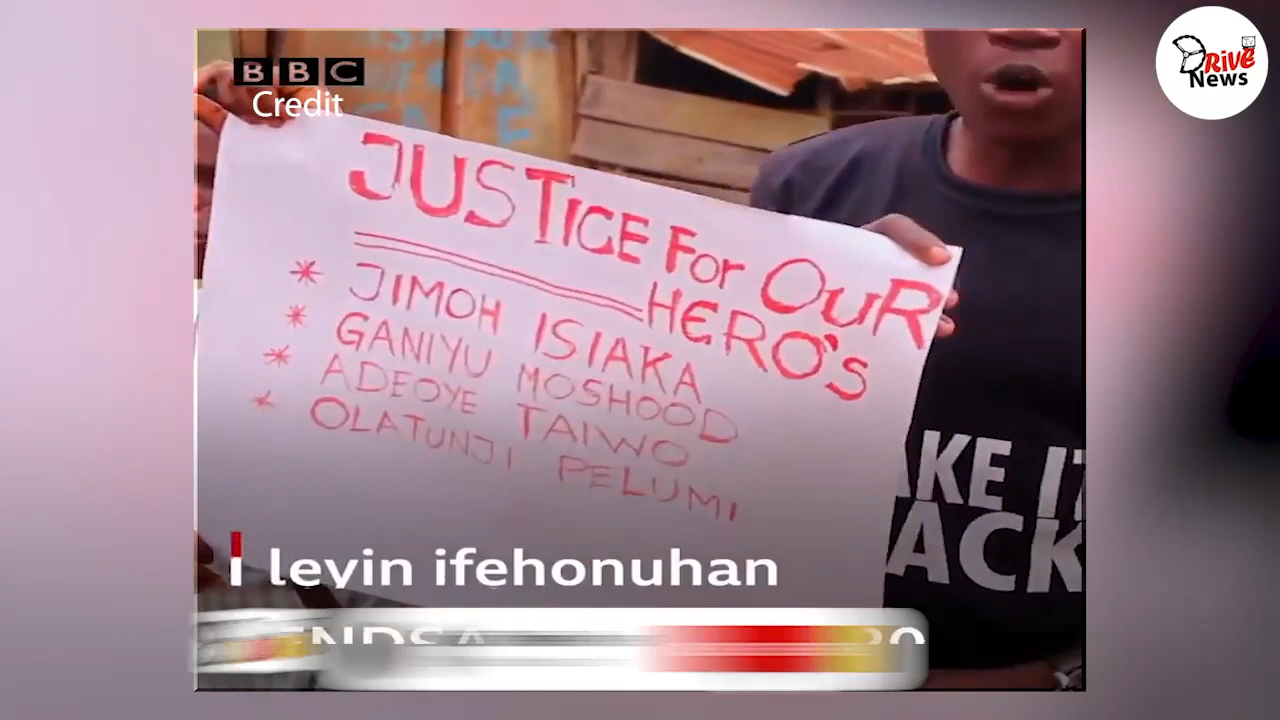 BBC
Credit
DRIVE
News
JUSTICE FOR OUR
HERO'S
* JIMOH ISIAKA
* GANIYU MOSHOOD
* ADEOYE TAIWO
* OLATUNJI PELUMI
AKE IT
ACK
leyin ifehonuhan